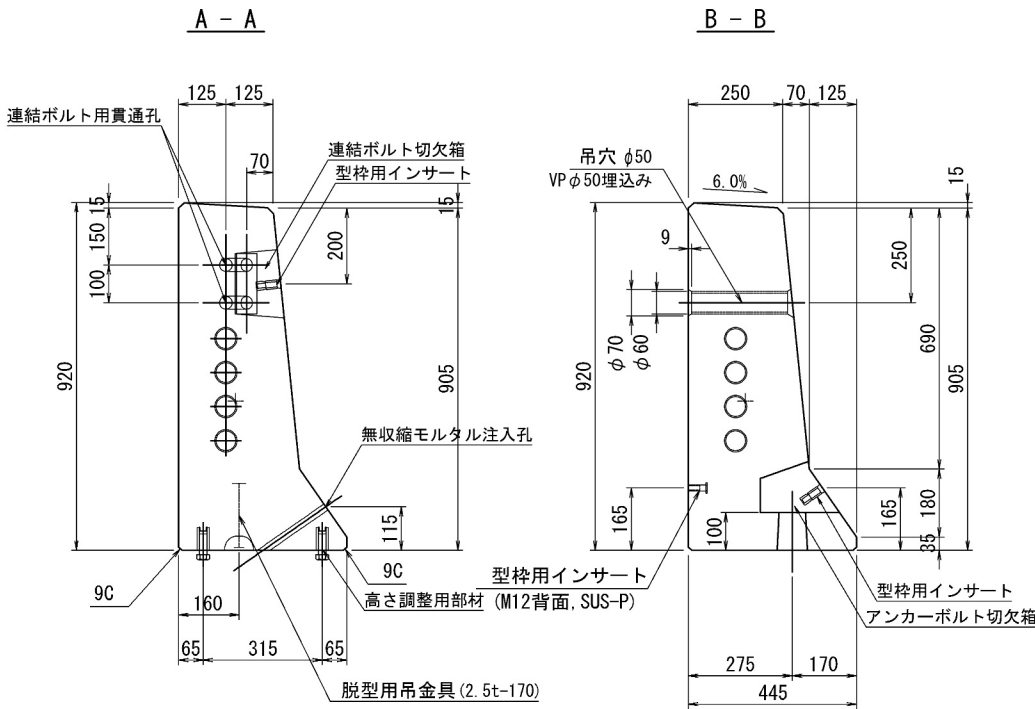 A - A
125
125
連結ボルト用貫通孔
70
連結ボルト切欠箱
型枠用インサート
15
15
150
200
100
920
905
無収縮モルタル注入孔
115
9C
9C
160
高さ調整用部材
65
315
65
脱型用吊金具(2.5t-170)
B - B
250
70
125
吊穴 φ50
VPφ50埋込み
6.0%
15
9
250
φ70
φ60
920
690
905
165
100
165
180
35
型枠用インサート
(M12背面,SUS-P)
型枠用インサート
アンカーボルト切欠箱
275
170
445